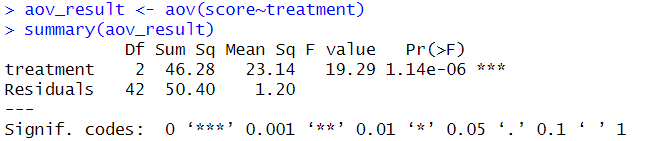 > aov_result <- aov(score~treatment)
> summary(aov_result)
            Df Sum Sq Mean Sq F value   Pr(>F)    
treatment    2  46.28   23.14   19.29 1.14e-06 ***
Residuals   42  50.40    1.20
---
Signif. codes:  0 ‘***’ 0.001 ‘**’ 0.01 ‘*’ 0.05 ‘.’ 0.1 ‘ ’ 1